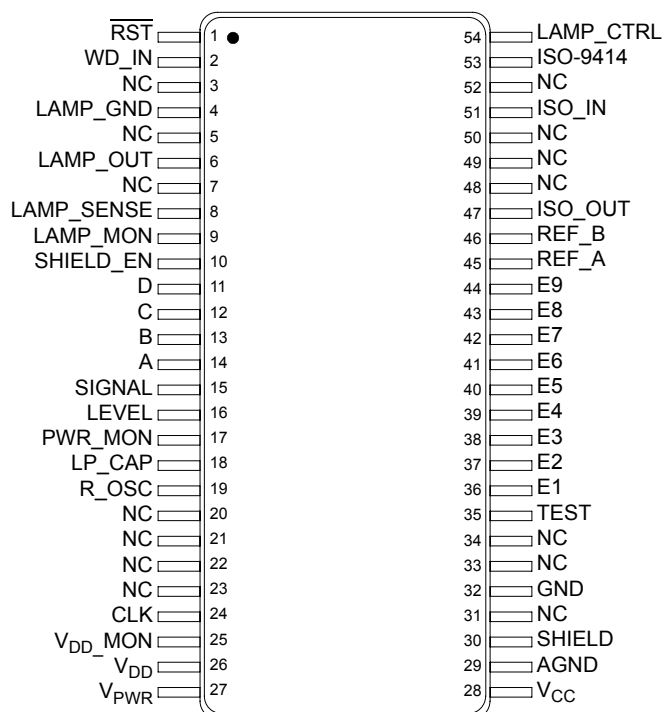 R̅S̅T̅ 1 54 LAMP_CTRL
WD_IN 2 53 ISO-9414
NC 3 52 NC
LAMP_GND 4 51 ISO_IN
NC 5 50 NC
LAMP_OUT 6 49 NC
NC 7 48 NC
LAMP_SENSE 8 47 ISO_OUT
LAMP_MON 9 46 REF_B
SHIELD_EN 10 45 REF_A
D 11 44 E9
C 12 43 E8
B 13 42 E7
A 14 41 E6
SIGNAL 15 40 E5
LEVEL 16 39 E4
PWR_MON 17 38 E3
LP_CAP 18 37 E2
R_OSC 19 36 E1
NC 20 35 TEST
NC 21 34 NC
NC 22 33 NC
NC 23 32 GND
CLK 24 31 NC
VDD_MON 25 30 SHIELD
VDD 26 29 AGND
VPWR 27 28 VCC